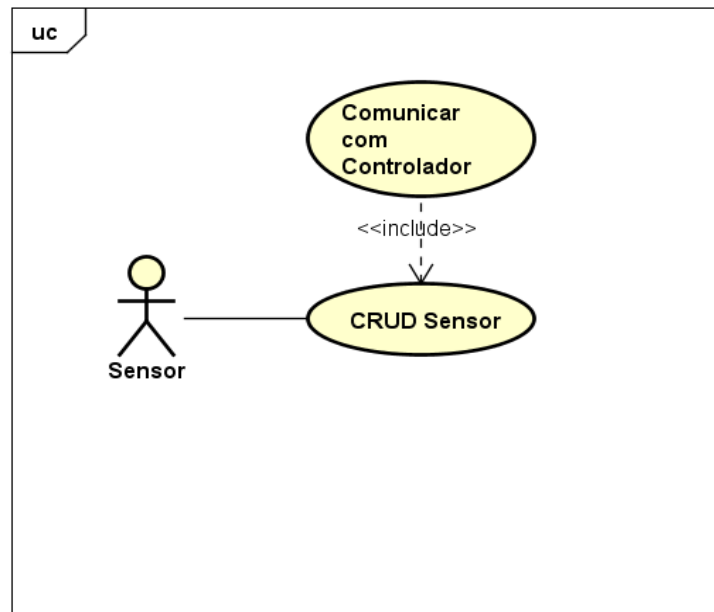 uc
Comunicar
com
Controlador
<<include>>
CRUD Sensor
Sensor